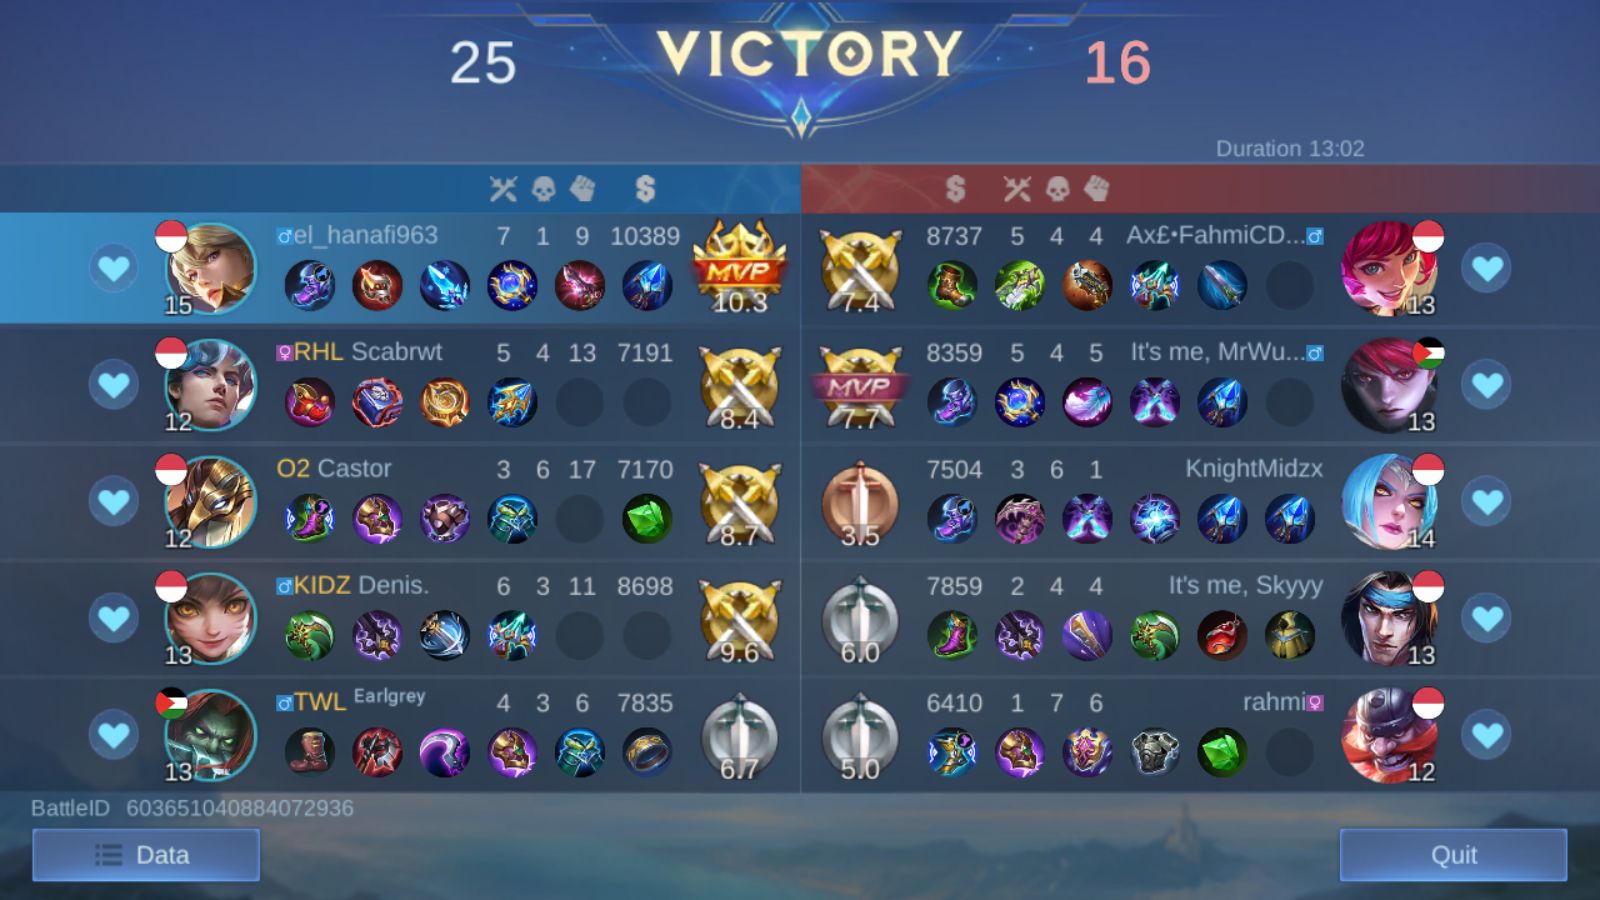 25 VICTORY 16
Duration 13:02
el_hanafi963 7 1 9 10389 MVP 10.3 15
7.4 8737 5 4 4 Ax£•FahmiCD... 13
RHL Scabrwt 5 4 13 7191 8.4 12
MVP 7.7 8359 5 4 5 It's me, MrWu... 13
O2 Castor 3 6 17 7170 8.7 12
3.5 7504 3 6 1 KnightMidzx 14
KIDZ Denis. 6 3 11 8698 9.6 13
6.0 7859 2 4 4 It's me, Skyyy 13
TWL Earlgrey 4 3 6 7835 6.7 13
5.0 6410 1 7 6 rahmi 12
BattleID 603651040884072936
Data
Quit